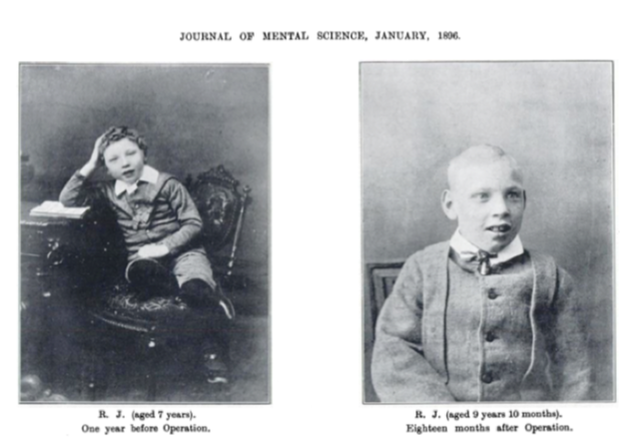 JOURNAL OF MENTAL SCIENCE, JANUARY, 1896.
R. J. (aged 7 years).
One year before Operation.
R. J. (aged 9 years 10 months).
Eighteen months after Operation.